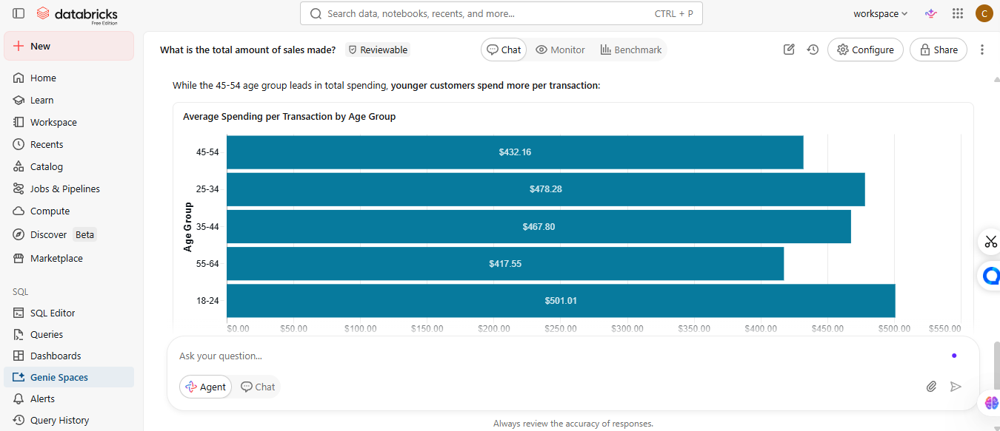 databricks
Free Edition
Search data, notebooks, recents, and more...
CTRL + P
workspace
C
New
Home
Learn
Workspace
Recents
Catalog
Jobs & Pipelines
Compute
Discover Beta
Marketplace
SQL
SQL Editor
Queries
Dashboards
Genie Spaces
Alerts
Query History
What is the total amount of sales made?
Reviewable
Chat
Monitor
Benchmark
Configure
Share
While the 45-54 age group leads in total spending, younger customers spend more per transaction:
Average Spending per Transaction by Age Group
Age Group
45-54 $432.16
25-34 $478.28
35-44 $467.80
55-64 $417.55
18-24 $501.01
$0.00 $50.00 $100.00 $150.00 $200.00 $250.00 $300.00 $350.00 $400.00 $450.00 $500.00 $550.00
Ask your question...
Agent
Chat
Always review the accuracy of responses.